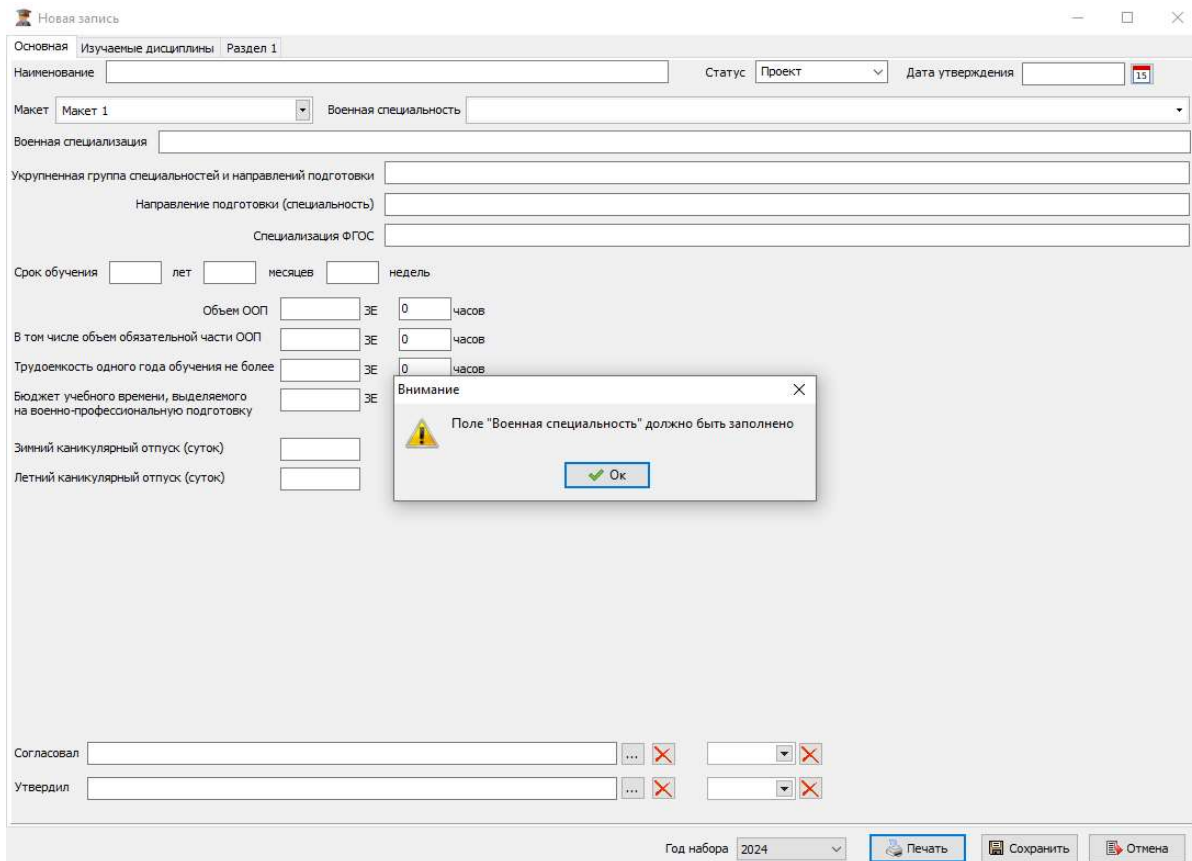 Новая запись
Основная Изучаемые дисциплины Раздел 1
Наименование Статус Проект Дата утверждения 15
Макет Макет 1 Военная специальность
Военная специализация
Укрупненная группа специальностей и направлений подготовки
Направление подготовки (специальность)
Специализация ФГОС
Срок обучения лет месяцев недель
Объем ООП ЗЕ 0 часов
В том числе объем обязательной части ООП ЗЕ 0 часов
Трудоемкость одного года обучения не более ЗЕ 0 часов
Бюджет учебного времени, выделяемого
на военно-профессиональную подготовку ЗЕ
Внимание
Поле "Военная специальность" должно быть заполнено
Ок
Зимний каникулярный отпуск (суток)
Летний каникулярный отпуск (суток)
Согласовал ...
Утвердил ...
Год набора 2024 Печать Сохранить Отмена